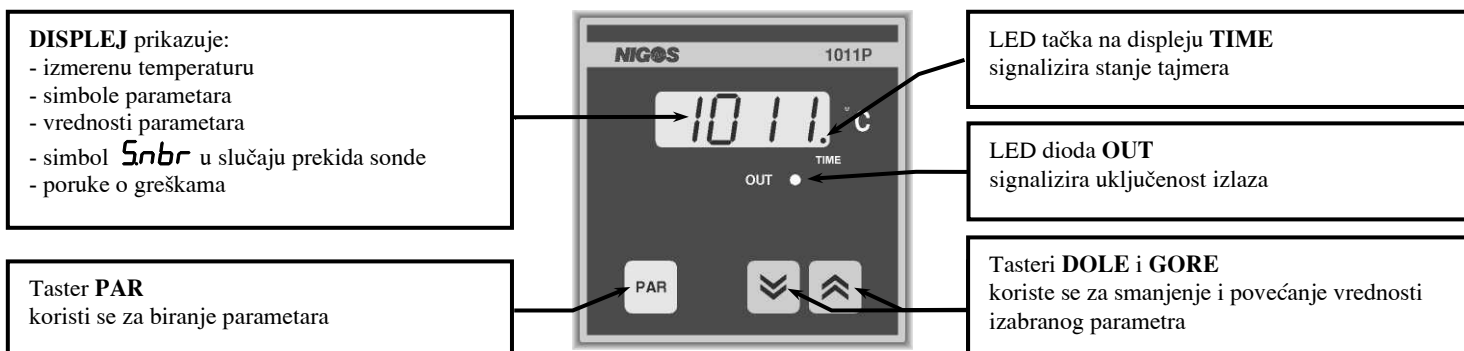 DISPLEJ prikazuje:
- izmerenu temperaturu
- simbole parametara
- vrednosti parametara
- simbol S.nbr u slučaju prekida sonde
- poruke o greškama
Taster PAR
koristi se za biranje parametara
NIGOS 1011P
1011. °C
TIME
OUT
PAR
LED tačka na displeju TIME
signalizira stanje tajmera
LED dioda OUT
signalizira uključenost izlaza
Tasteri DOLE i GORE
koriste se za smanjenje i povećanje vrednosti
izabranog parametra